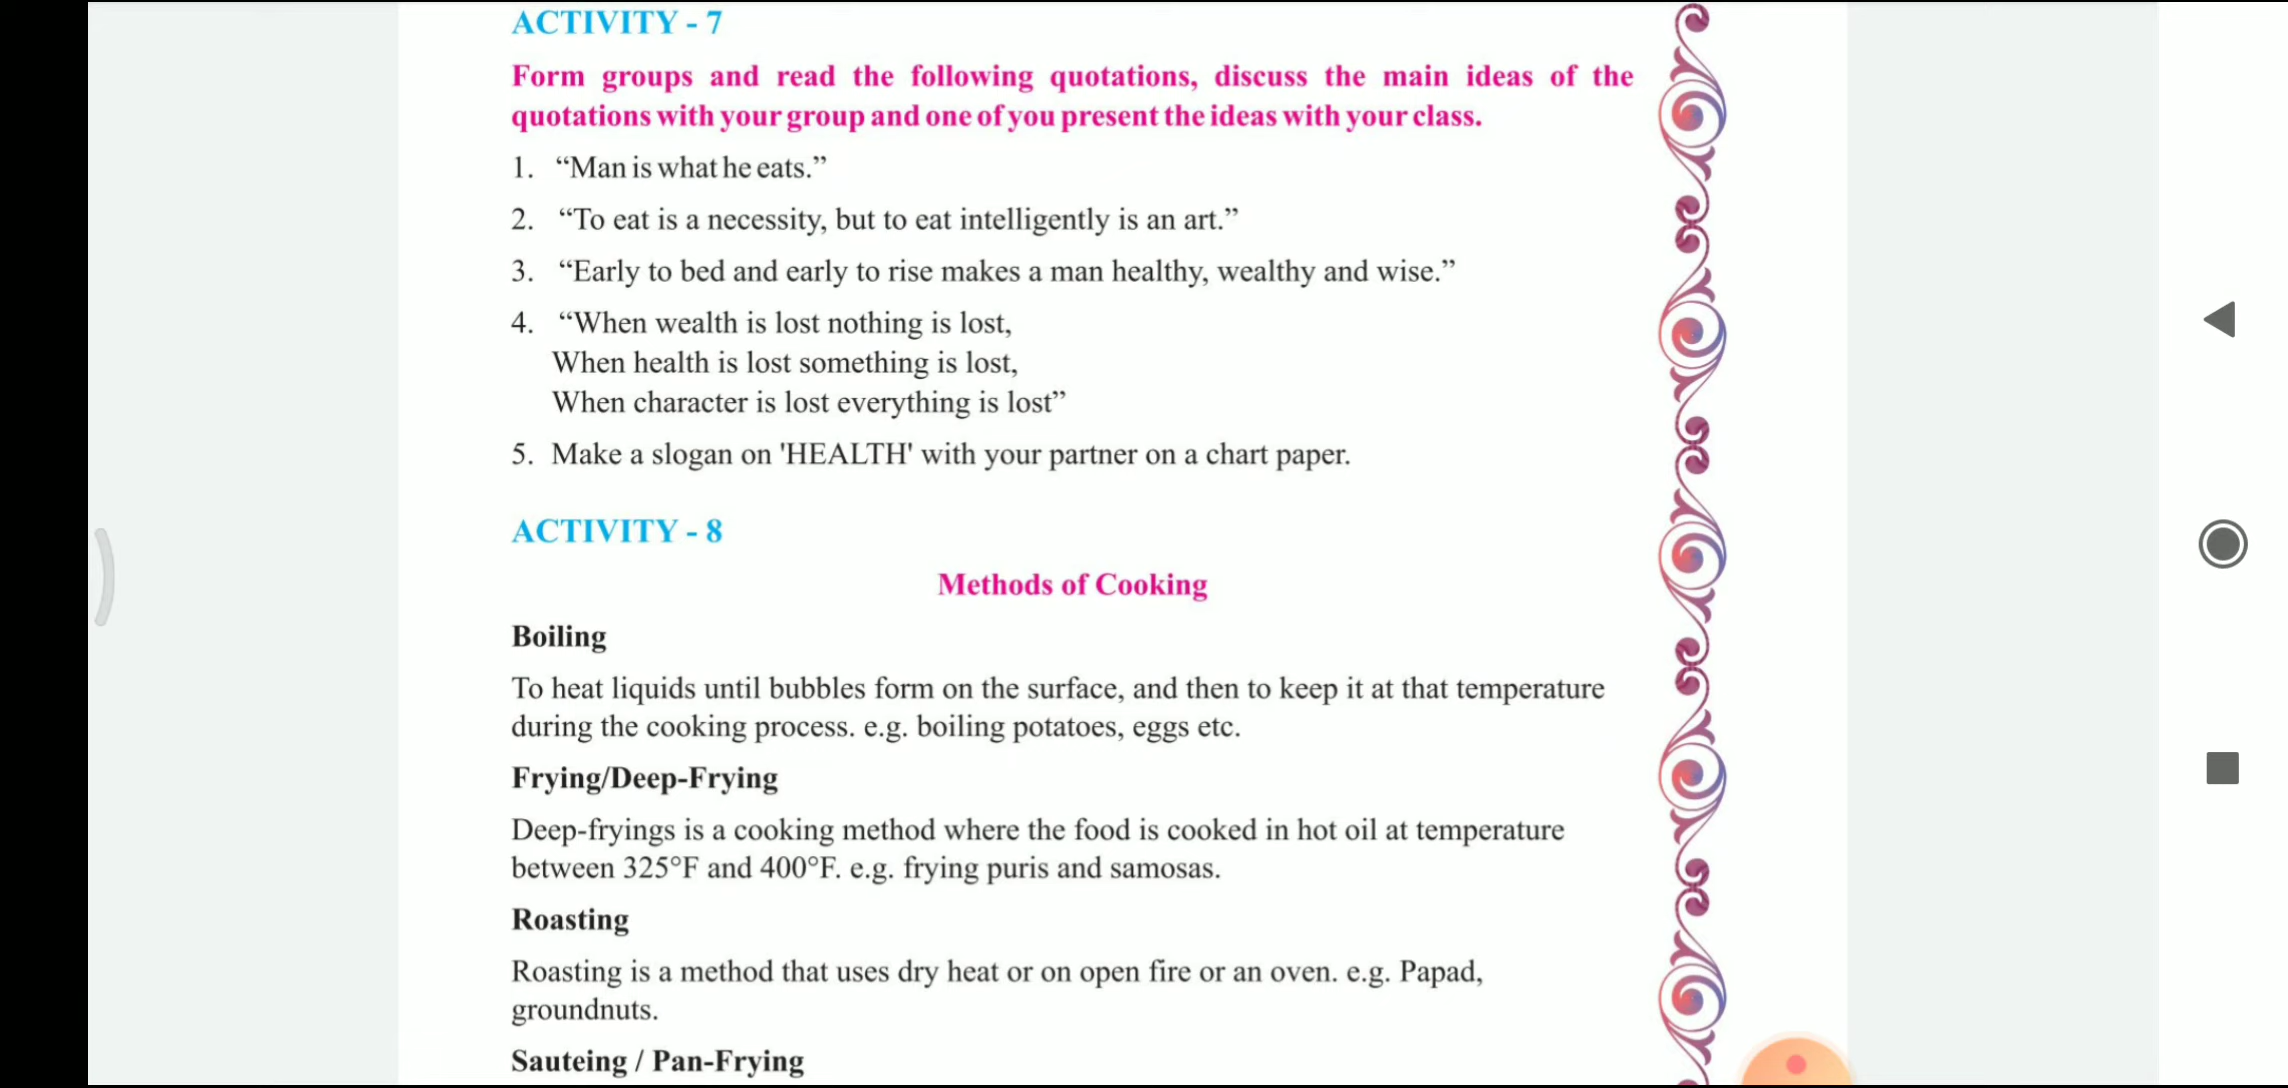 ACTIVITY - 7
Form groups and read the following quotations, discuss the main ideas of the
quotations with your group and one of you present the ideas with your class.
1. “Man is what he eats.”
2. “To eat is a necessity, but to eat intelligently is an art.”
3. “Early to bed and early to rise makes a man healthy, wealthy and wise.”
4. “When wealth is lost nothing is lost,
When health is lost something is lost,
When character is lost everything is lost”
5. Make a slogan on 'HEALTH' with your partner on a chart paper.
ACTIVITY - 8
Methods of Cooking
Boiling
To heat liquids until bubbles form on the surface, and then to keep it at that temperature
during the cooking process. e.g. boiling potatoes, eggs etc.
Frying/Deep-Frying
Deep-fryings is a cooking method where the food is cooked in hot oil at temperature
between 325°F and 400°F. e.g. frying puris and samosas.
Roasting
Roasting is a method that uses dry heat or on open fire or an oven. e.g. Papad,
groundnuts.
Sauteing / Pan-Frying